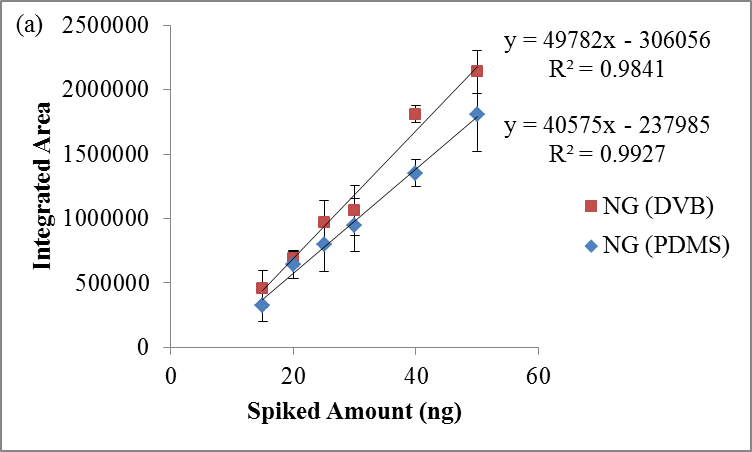 (a)
2500000
2000000
1500000
1000000
500000
0
Integrated Area
0
20
40
60
Spiked Amount (ng)
y = 49782x - 306056
R² = 0.9841
y = 40575x - 237985
R² = 0.9927
NG (DVB)
NG (PDMS)